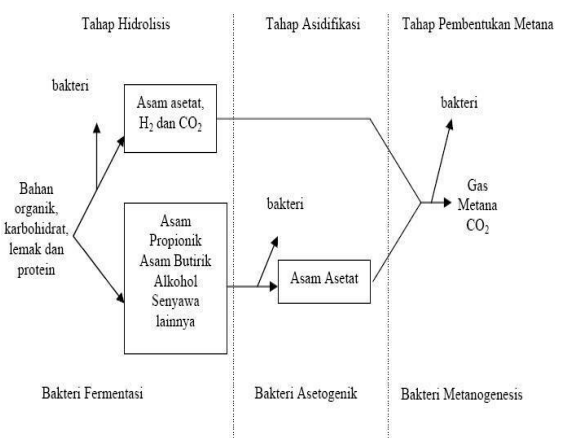 Tahap Hidrolisis
Tahap Asidifikasi
Tahap Pembentukan Metana
bakteri
Asam asetat,
H₂ dan CO₂
bakteri
Bahan
organik,
karbohidrat,
lemak dan
protein
Asam
Propionik
Asam Butirik
Alkohol
Senyawa
lainnya
bakteri
Asam Asetat
Gas
Metana
CO₂
Bakteri Fermentasi
Bakteri Asetogenik
Bakteri Metanogenesis